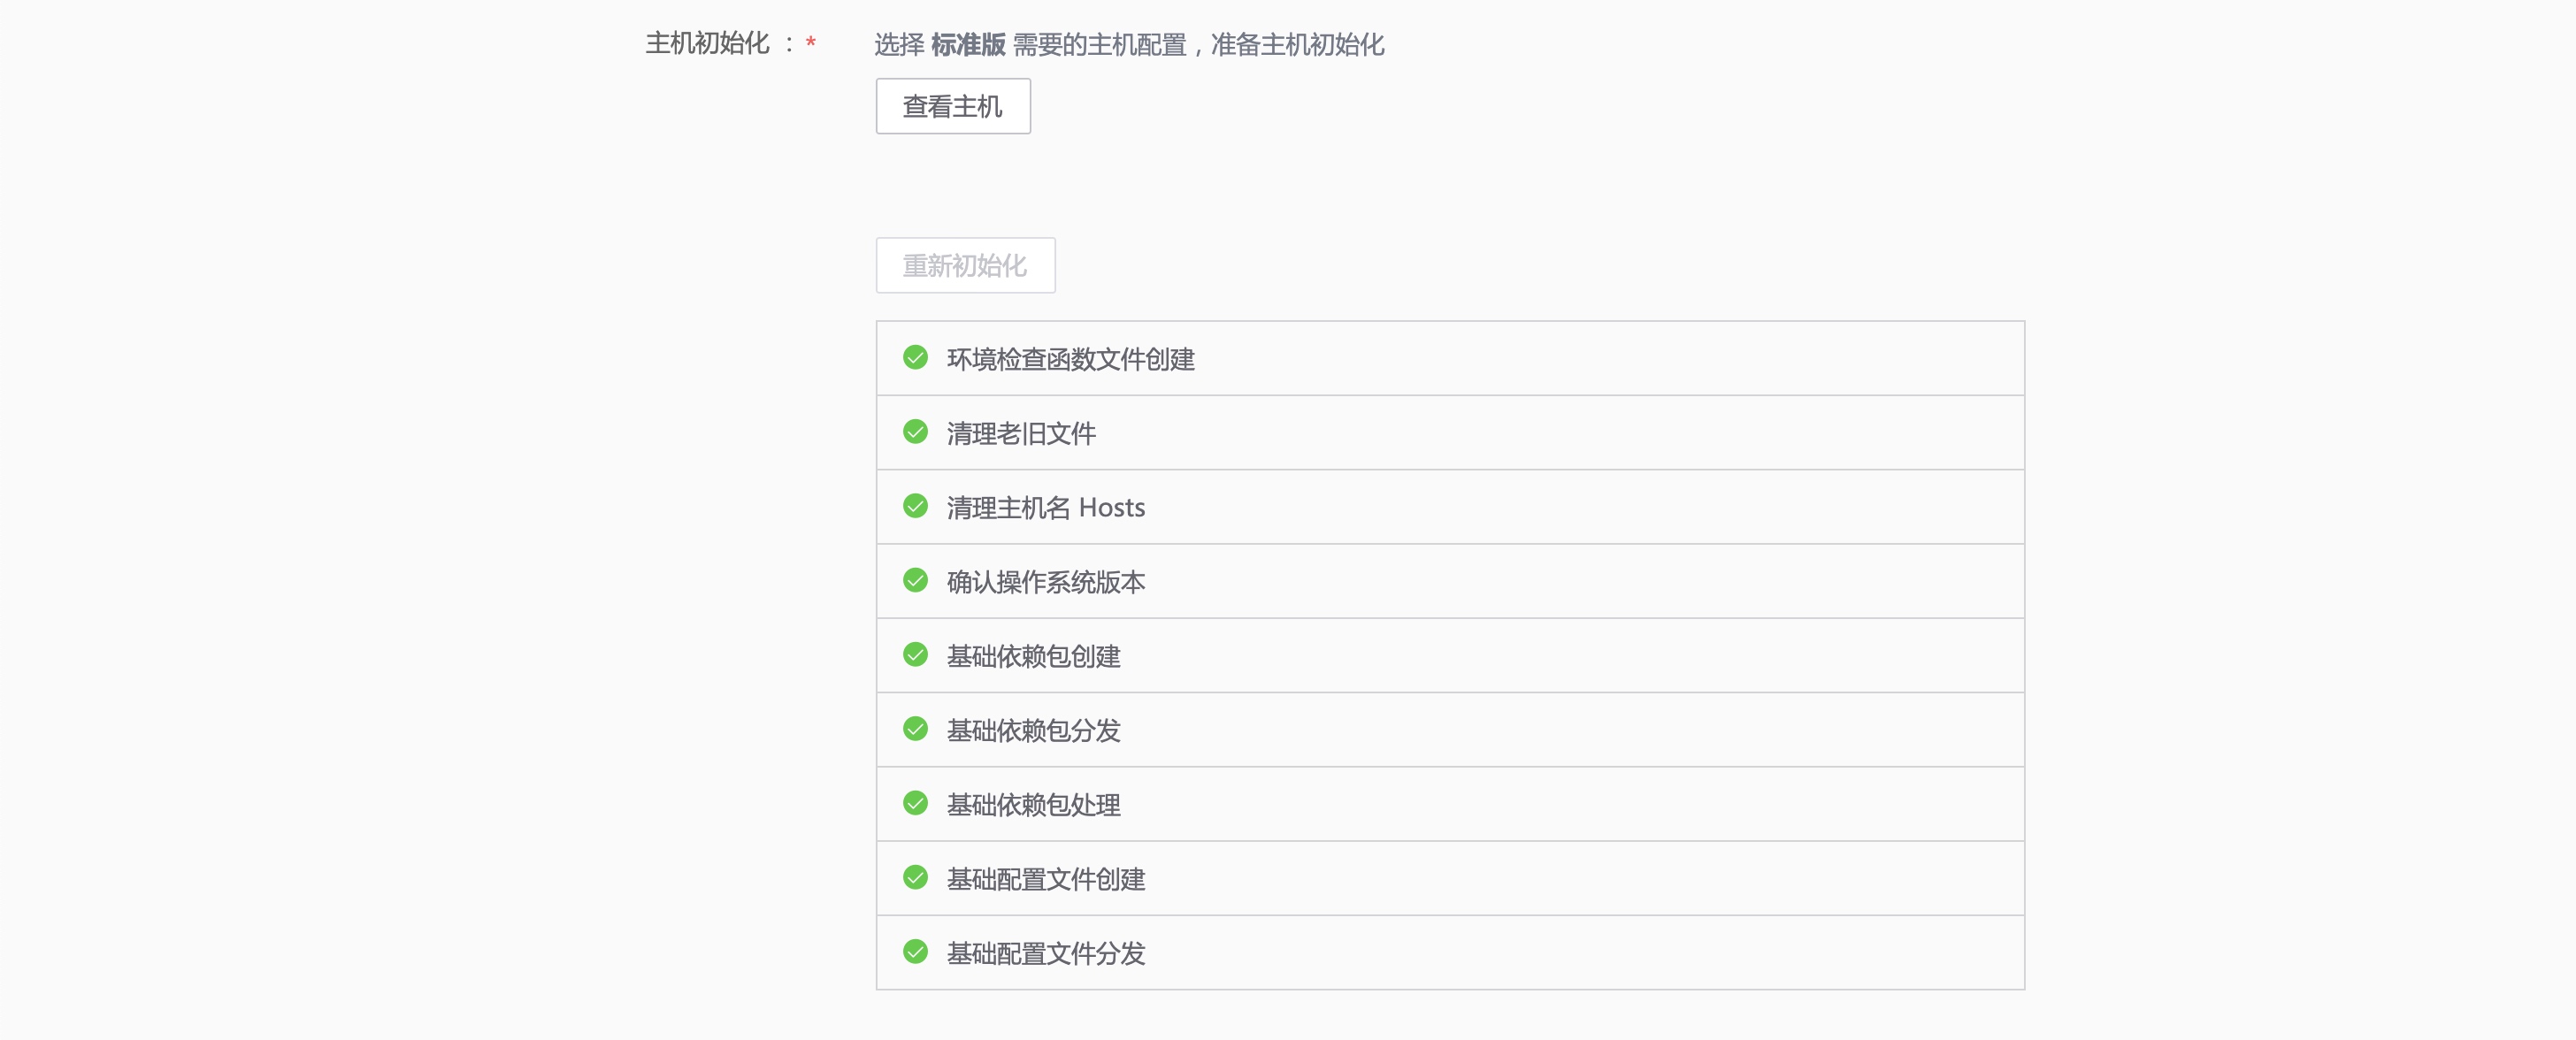 主机初始化 ：* 选择 标准版 需要的主机配置，准备主机初始化
查看主机
重新初始化
环境检查函数文件创建
清理老旧文件
清理主机名 Hosts
确认操作系统版本
基础依赖包创建
基础依赖包分发
基础依赖包处理
基础配置文件创建
基础配置文件分发